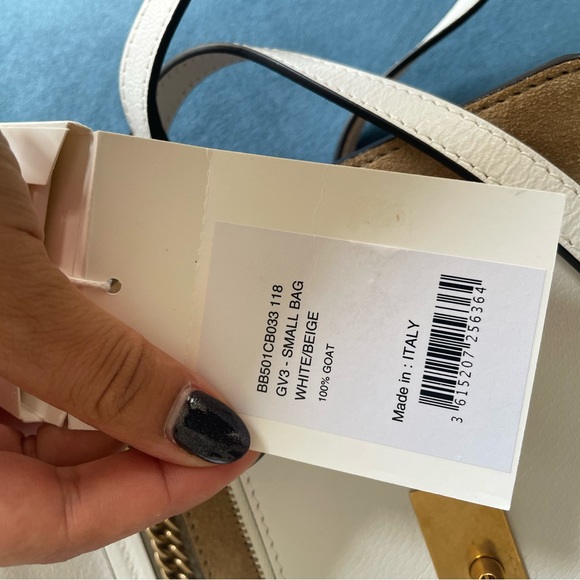 BB501CB033 118
GV3 - SMALL BAG
WHITE/BEIGE
100% GOAT
Made in : ITALY
3 615207 256364